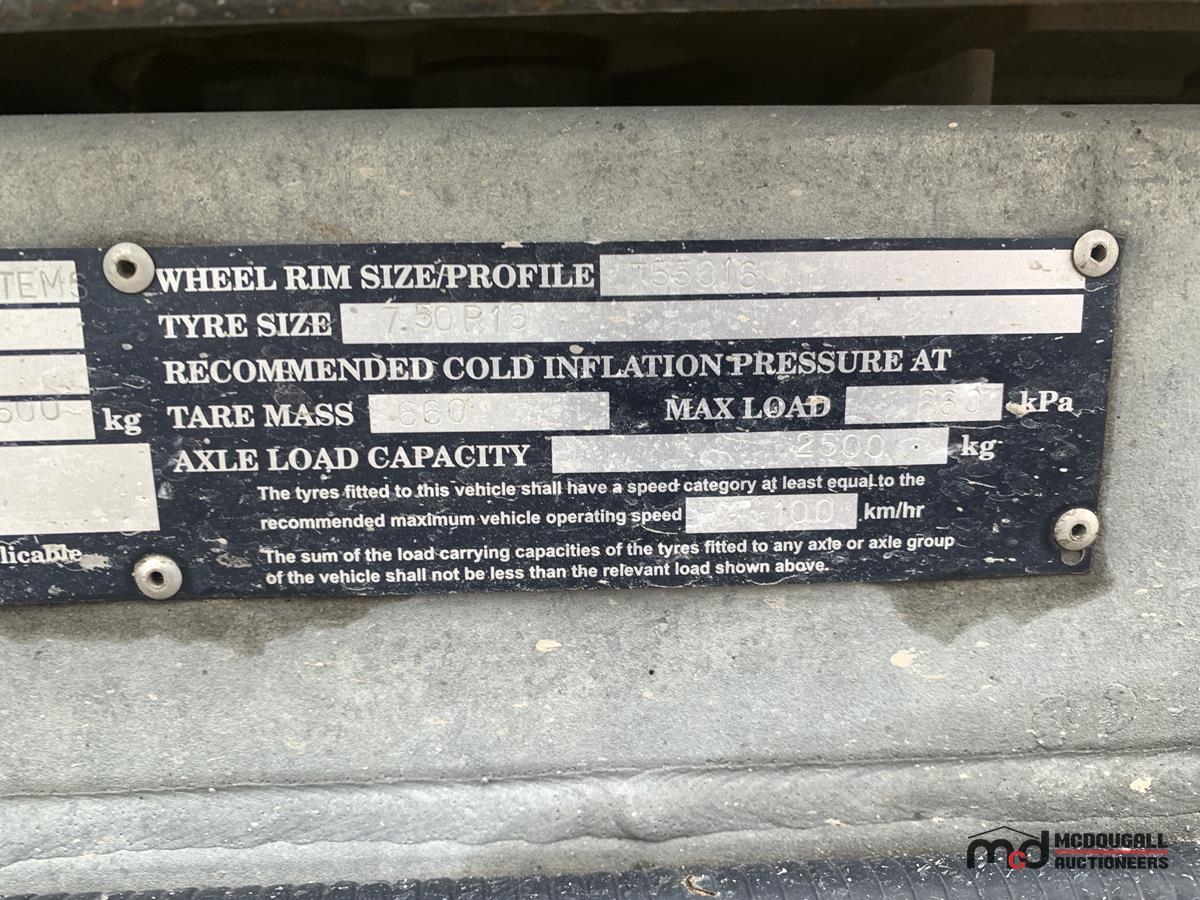 TEMS
WHEEL RIM SIZE/PROFILE T55016
TYRE SIZE 7.50R16
RECOMMENDED COLD INFLATION PRESSURE AT
kg TARE MASS 660 MAX LOAD kPa
AXLE LOAD CAPACITY 2500 kg
The tyres fitted to this vehicle shall have a speed category at least equal to the
recommended maximum vehicle operating speed 100 km/hr
licable The sum of the load carrying capacities of the tyres fitted to any axle or axle group
of the vehicle shall not be less than the relevant load shown above.
mcd MCDOUGALL
AUCTIONEERS